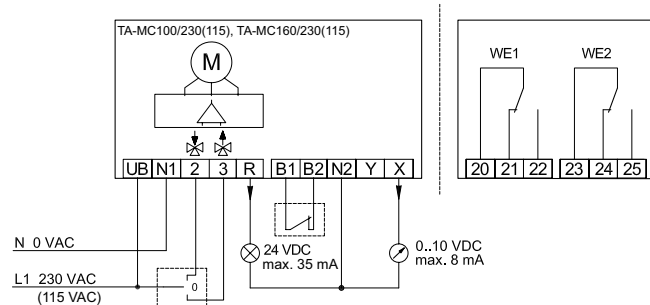 TA-MC100/230(115), TA-MC160/230(115)
M
WE1 WE2
UB N1 2 3 R B1 B2 N2 Y X
20 21 22 23 24 25
N 0 VAC
24 VDC
max. 35 mA
0..10 VDC
max. 8 mA
L1 230 VAC
(115 VAC)
0